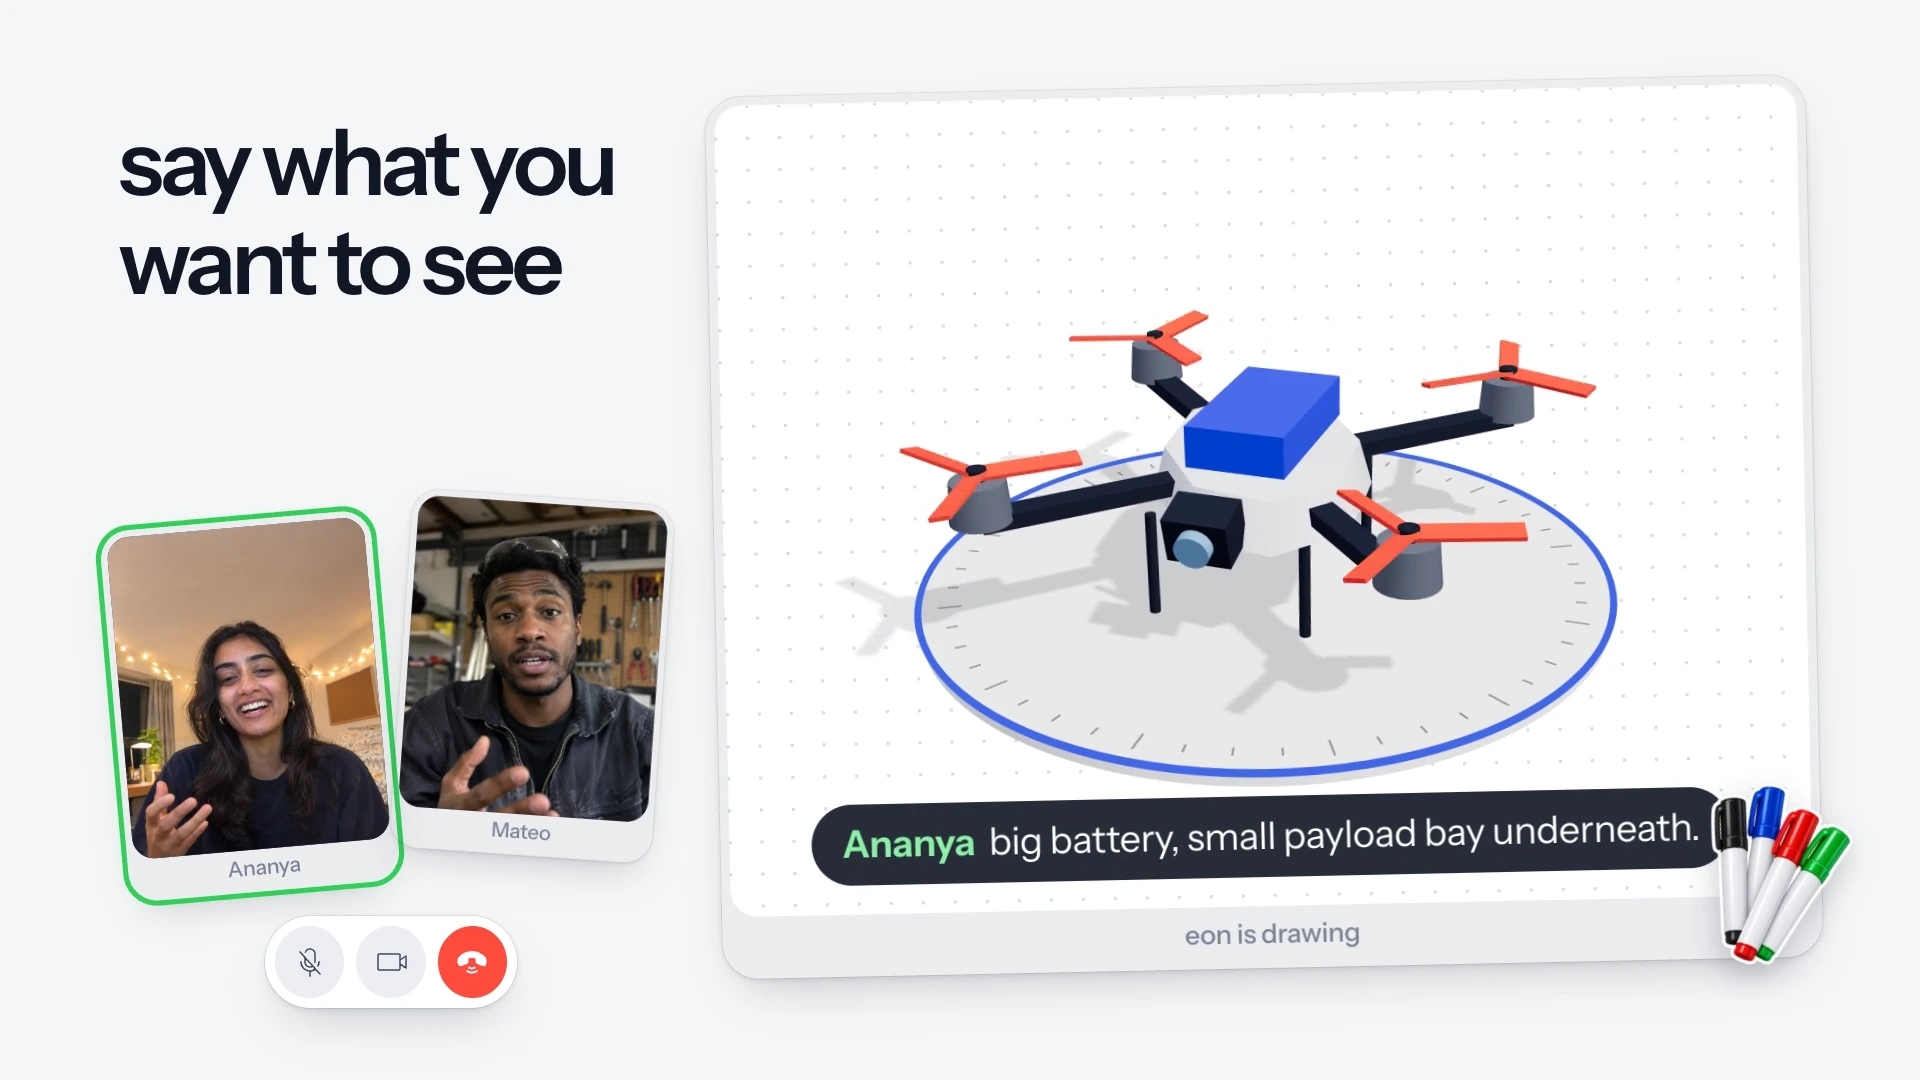 say what you
want to see
Ananya
Mateo
Ananya big battery, small payload bay underneath.
eon is drawing